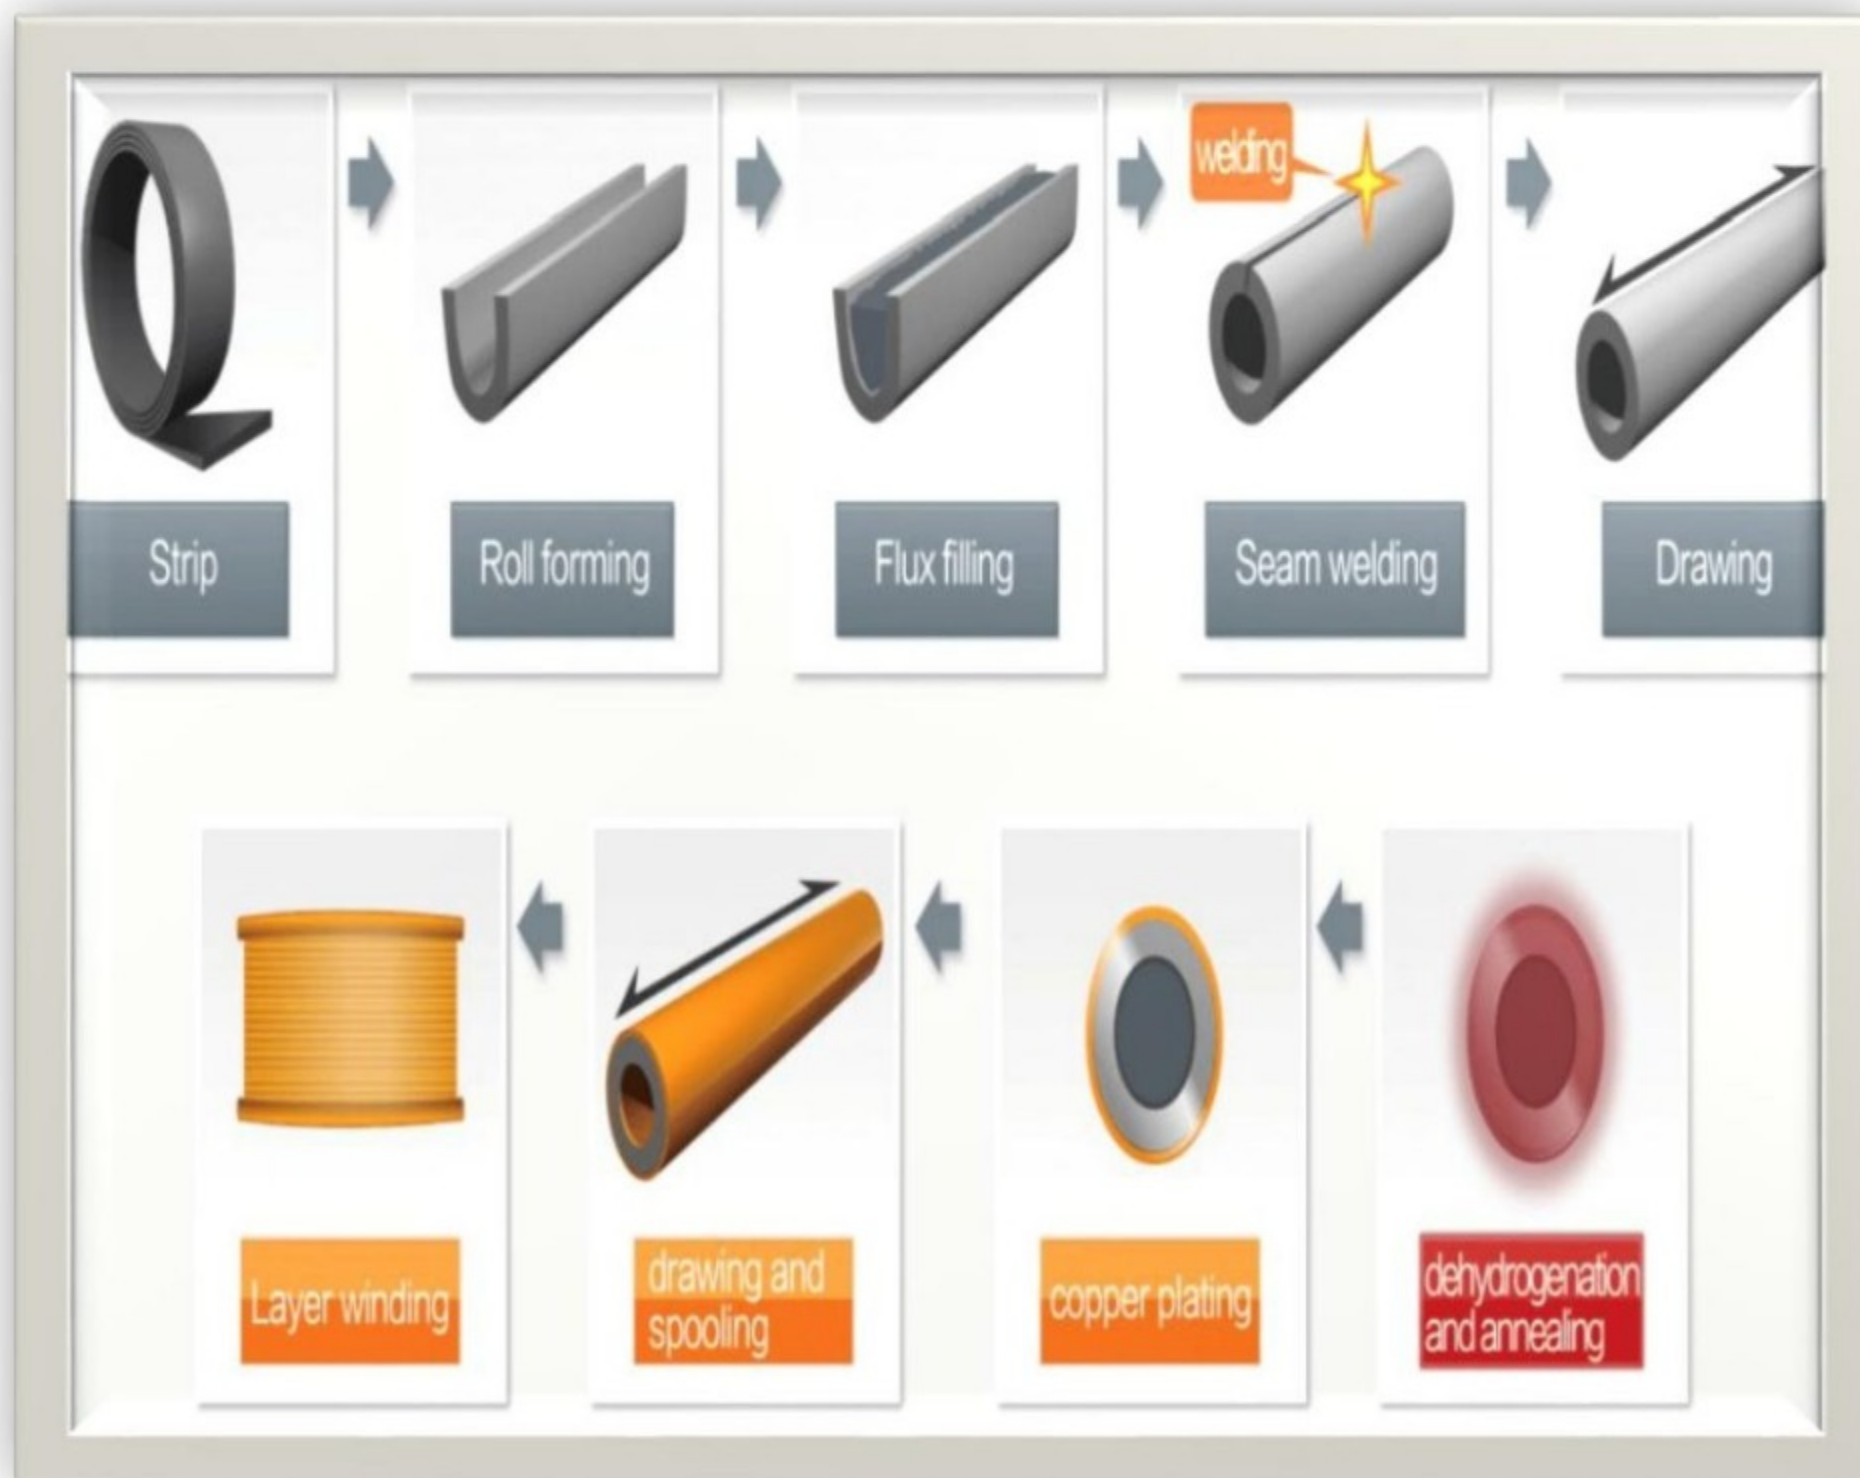 welding
Strip
Roll forming
Flux filling
Seam welding
Drawing
Layer winding
drawing and
spooling
copper plating
dehydrogenation
and annealing